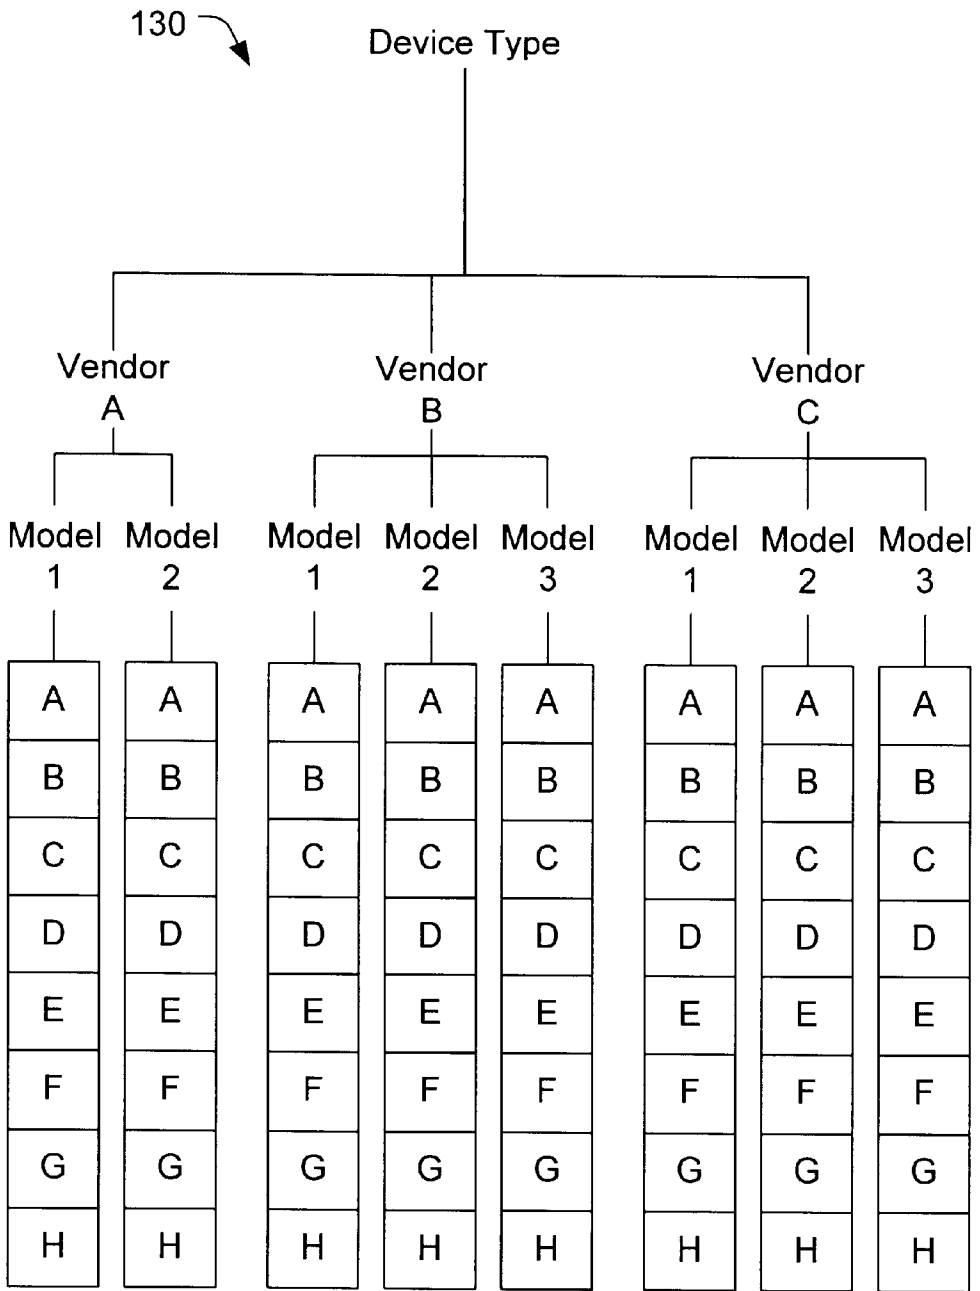 130
Device Type
Vendor Vendor Vendor
A B C
Model Model Model Model Model Model Model Model
1 2 1 2 3 1 2 3
A A A A A A A A
B B B B B B B B
C C C C C C C C
D D D D D D D D
E E E E E E E E
F F F F F F F F
G G G G G G G G
H H H H H H H H